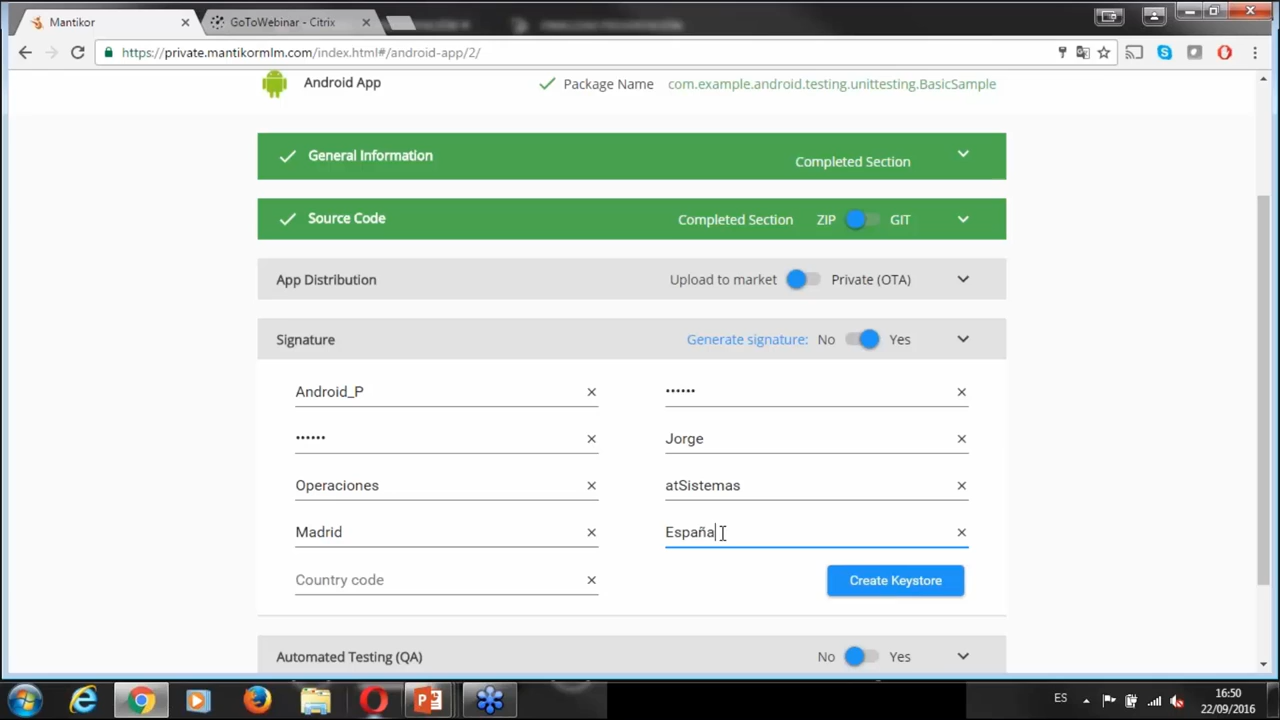 Mantikor
GoToWebinar - Citrix
https://private.mantikormlm.com/index.html#/android-app/2/
Android App
Package Name com.example.android.testing.unittesting.BasicSample
General Information Completed Section
Source Code Completed Section ZIP GIT
App Distribution Upload to market Private (OTA)
Signature Generate signature: No Yes
Android_P ••••••
•••••• Jorge
Operaciones atSistemas
Madrid España
Country code Create Keystore
Automated Testing (QA) No Yes
ES 16:50
22/09/2016